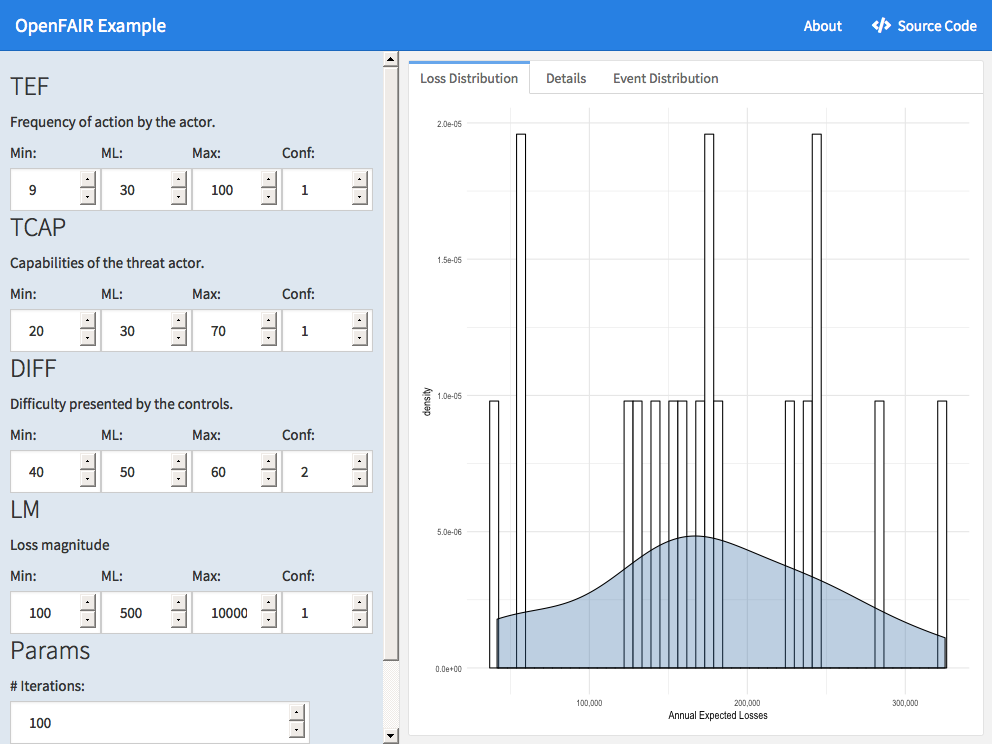 OpenFAIR Example
About
Source Code
TEF
Frequency of action by the actor.
Min: ML: Max: Conf:
9 30 100 1
TCAP
Capabilities of the threat actor.
Min: ML: Max: Conf:
20 30 70 1
DIFF
Difficulty presented by the controls.
Min: ML: Max: Conf:
40 50 60 2
LM
Loss magnitude
Min: ML: Max: Conf:
100 500 10000 1
Params
# Iterations:
100
Loss Distribution Details Event Distribution
2.0e-05
1.5e-05
1.0e-05
5.0e-06
0.0e+00
density
100,000 200,000 300,000
Annual Expected Losses